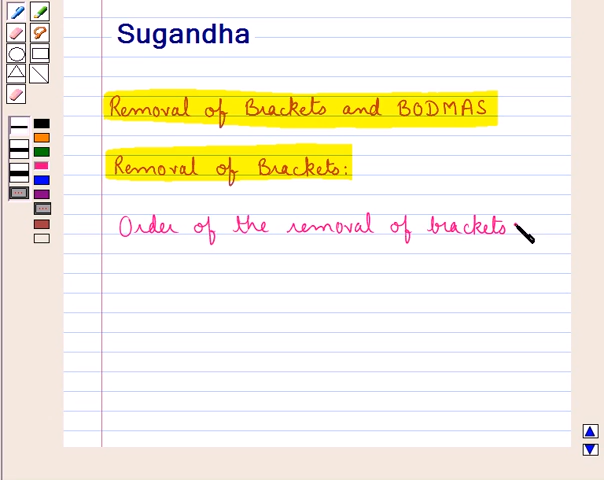 Sugandha
Removal of Brackets and BODMAS
Removal of Brackets:
Order of the removal of brackets